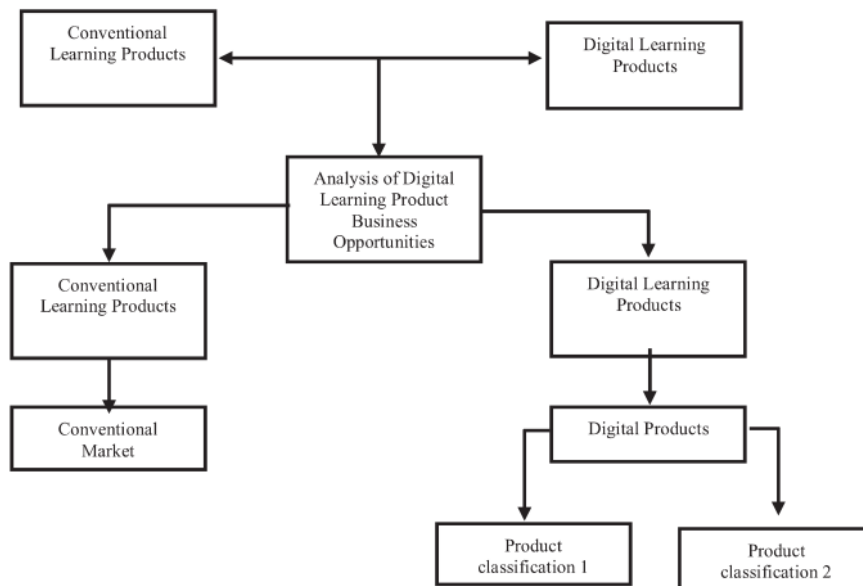 Conventional
Learning Products
Digital Learning
Products
Analysis of Digital
Learning Product
Business
Opportunities
Conventional
Learning Products
Digital Learning
Products
Conventional
Market
Digital Products
Product
classification 1
Product
classification 2